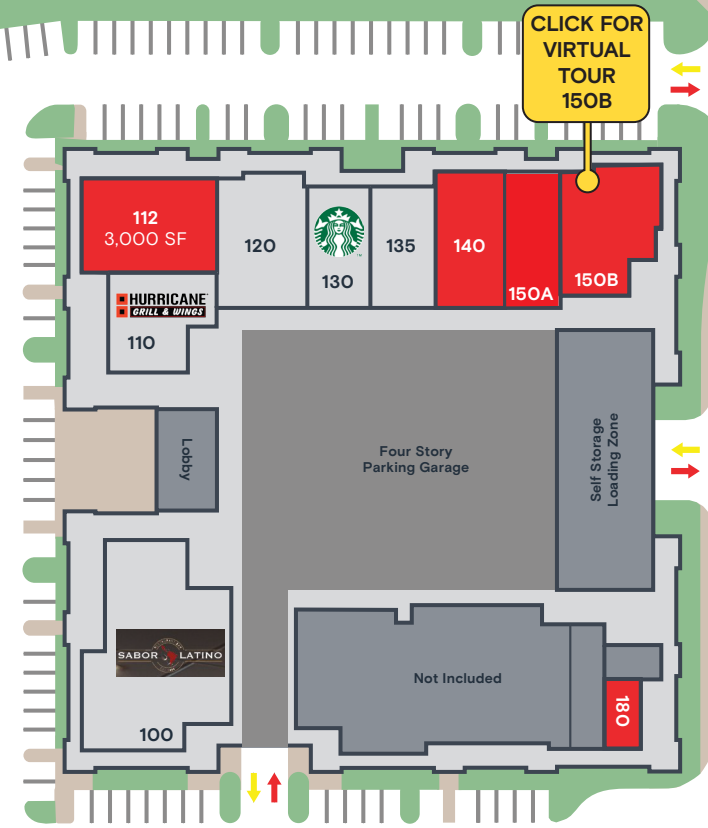 CLICK FOR
VIRTUAL
TOUR
150B
112
3,000 SF
120
130
135
140
150A
150B
HURRICANE
GRILL & WINGS
110
Lobby
Four Story
Parking Garage
Self Storage
Loading Zone
SABOR LATINO
100
Not Included
180